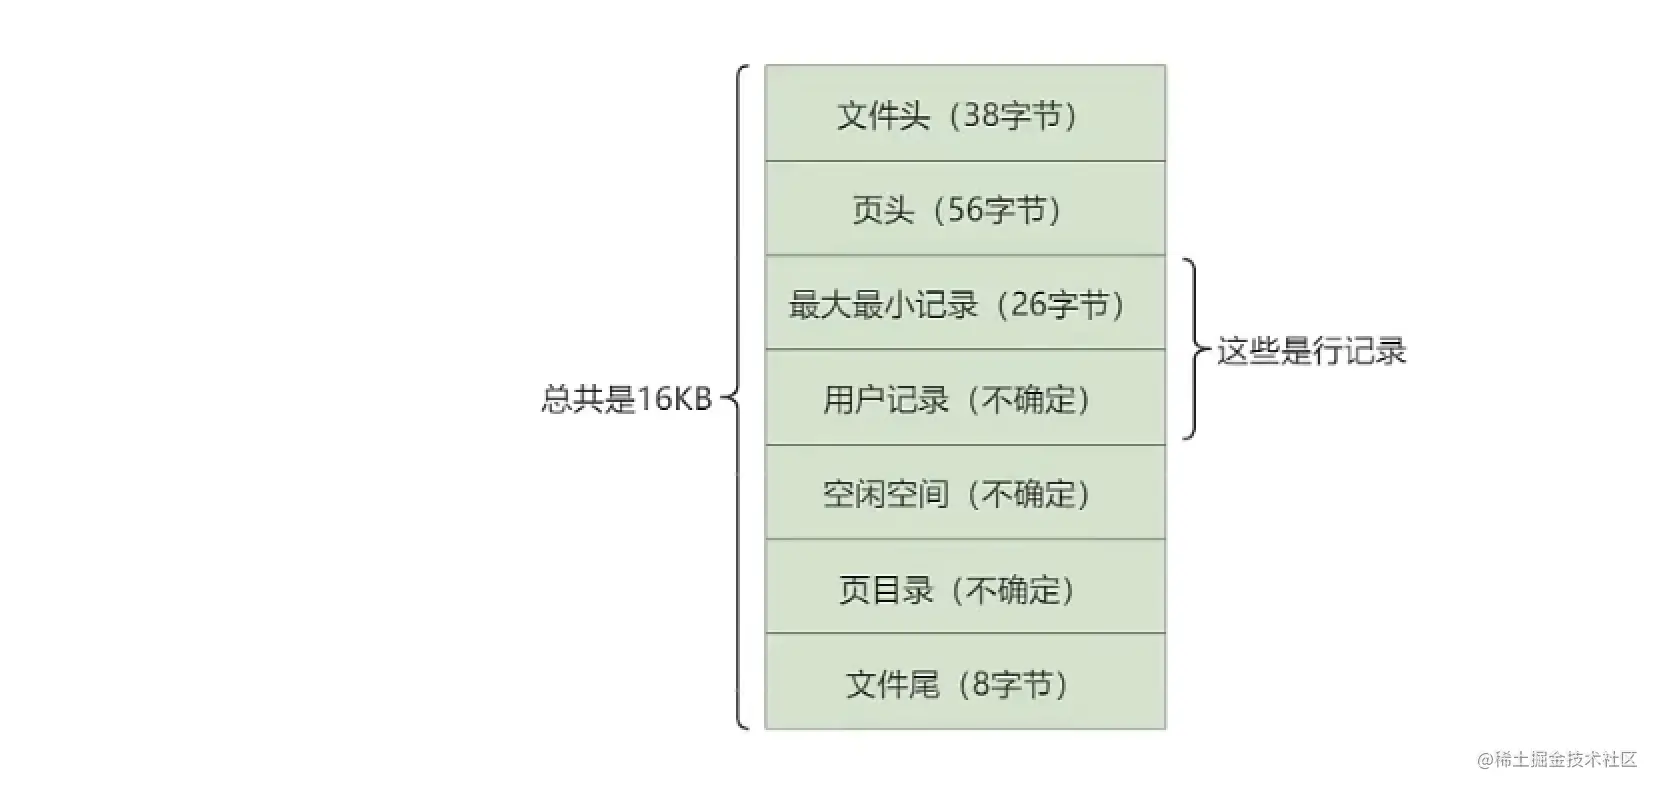 文件头（38字节）
页头（56字节）
最大最小记录（26字节）
这些是行记录
总共是16KB
用户记录（不确定）
空闲空间（不确定）
页目录（不确定）
文件尾（8字节）
@稀土掘金技术社区